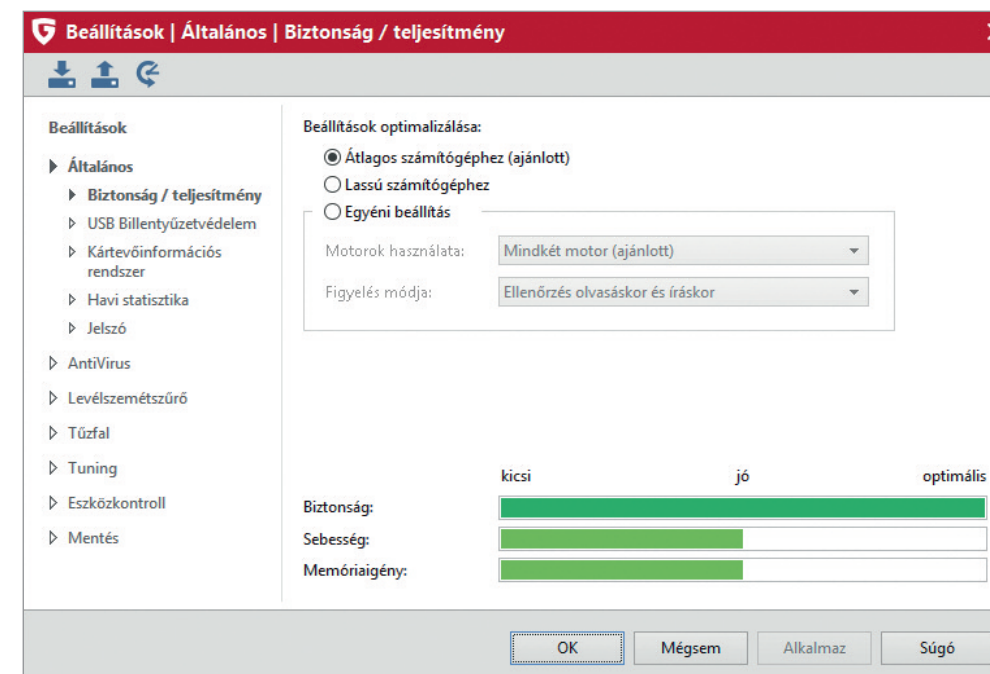 Beállítások | Általános | Biztonság / teljesítmény
Beállítások
Általános
Biztonság / teljesítmény
USB Billentyűzetvédelem
Kártevőinformációs
rendszer
Havi statisztika
Jelszó
AntiVirus
Levélszemétszűrő
Tűzfal
Tuning
Eszközkontroll
Mentés
Beállítások optimalizálása:
Átlagos számítógéphez (ajánlott)
Lassú számítógéphez
Egyéni beállítás
Motorok használata: Mindkét motor (ajánlott)
Figyelés módja: Ellenőrzés olvasáskor és íráskor
kicsi jó optimális
Biztonság:
Sebesség:
Memóriaigény:
OK Mégsem Alkalmaz Súgó